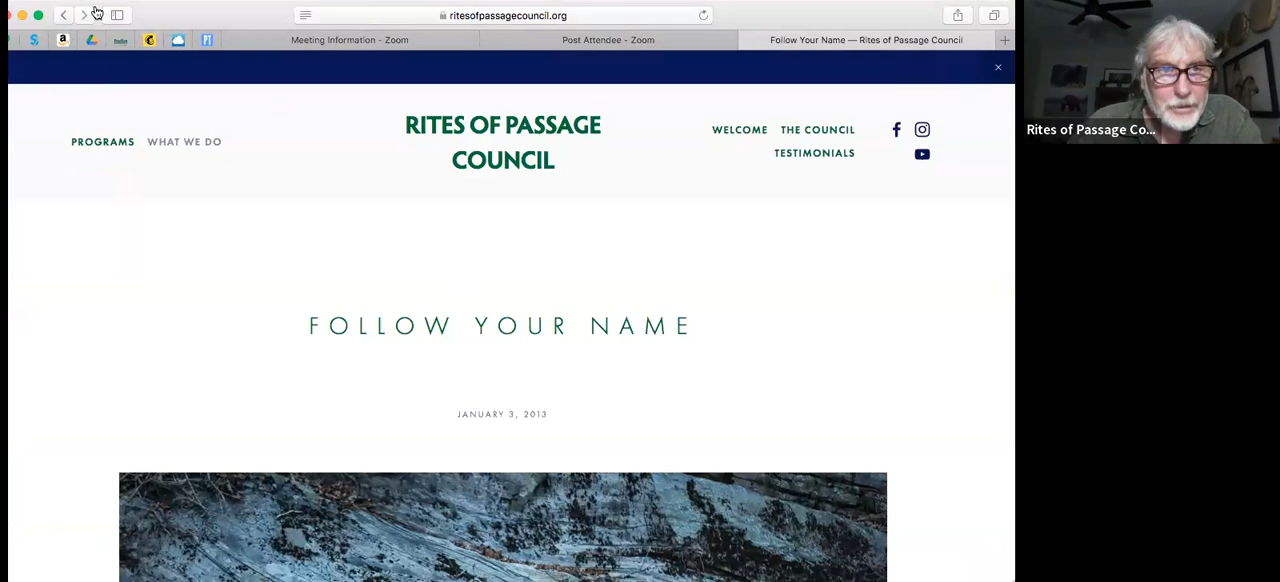 ritesofpassagecouncil.org
Meeting Information - Zoom
Post Attendee - Zoom
Follow Your Name — Rites of Passage Council
PROGRAMS WHAT WE DO
RITES OF PASSAGE
COUNCIL
WELCOME THE COUNCIL
TESTIMONIALS
Rites of Passage Co...
FOLLOW YOUR NAME
JANUARY 3, 2013